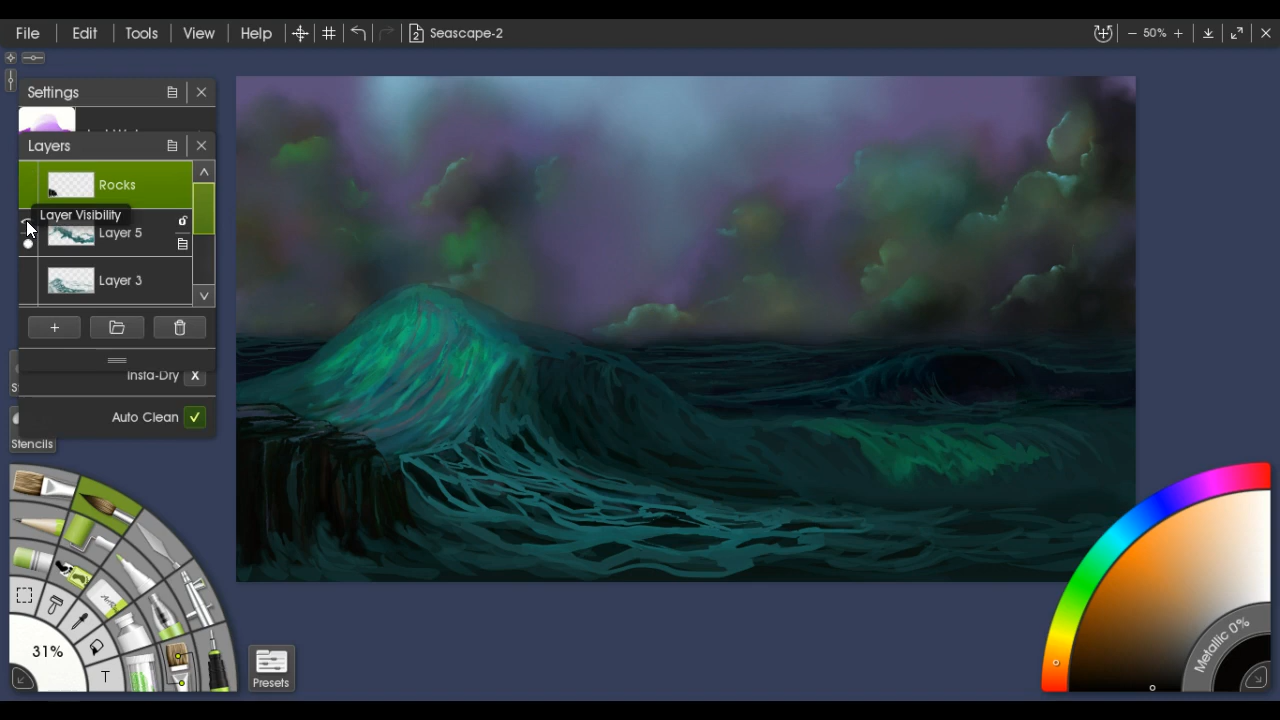 File Edit Tools View Help 2 Seascape-2 50%
Settings
Layers
Rocks
Layer Visibility
Layer 5
Layer 3
Insta-Dry X
Auto Clean
Stencils
31%
T
Presets
Metallic 0%